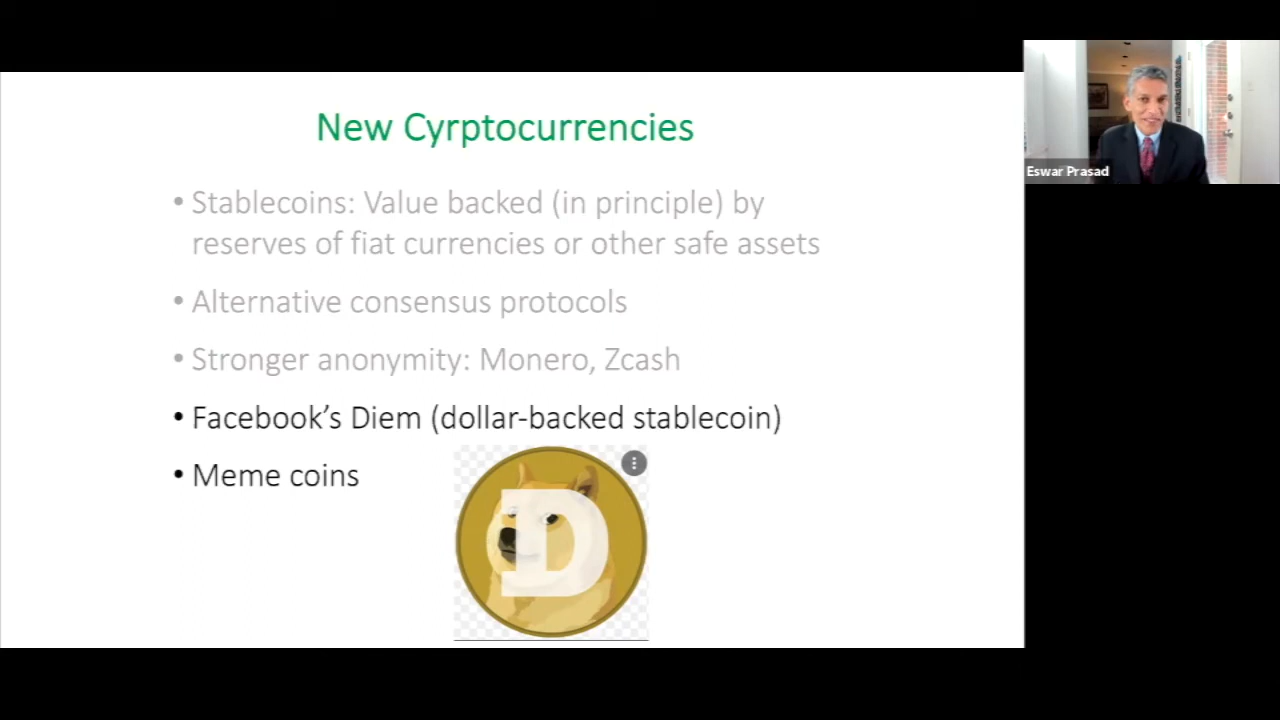 New Cyrptocurrencies
• Stablecoins: Value backed (in principle) by
reserves of fiat currencies or other safe assets
• Alternative consensus protocols
• Stronger anonymity: Monero, Zcash
• Facebook’s Diem (dollar-backed stablecoin)
• Meme coins
D
Eswar Prasad